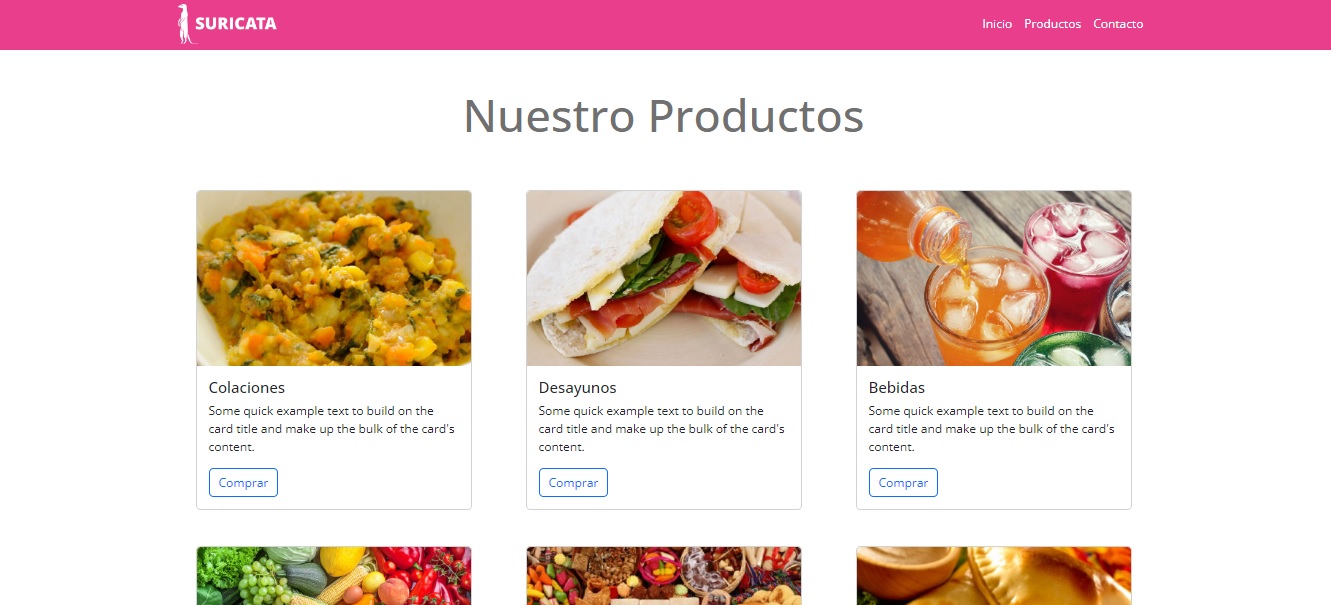 SURICATA
Inicio Productos Contacto
Nuestro Productos
Colaciones
Some quick example text to build on the
card title and make up the bulk of the card's
content.
Comprar
Desayunos
Some quick example text to build on the
card title and make up the bulk of the card's
content.
Comprar
Bebidas
Some quick example text to build on the
card title and make up the bulk of the card's
content.
Comprar